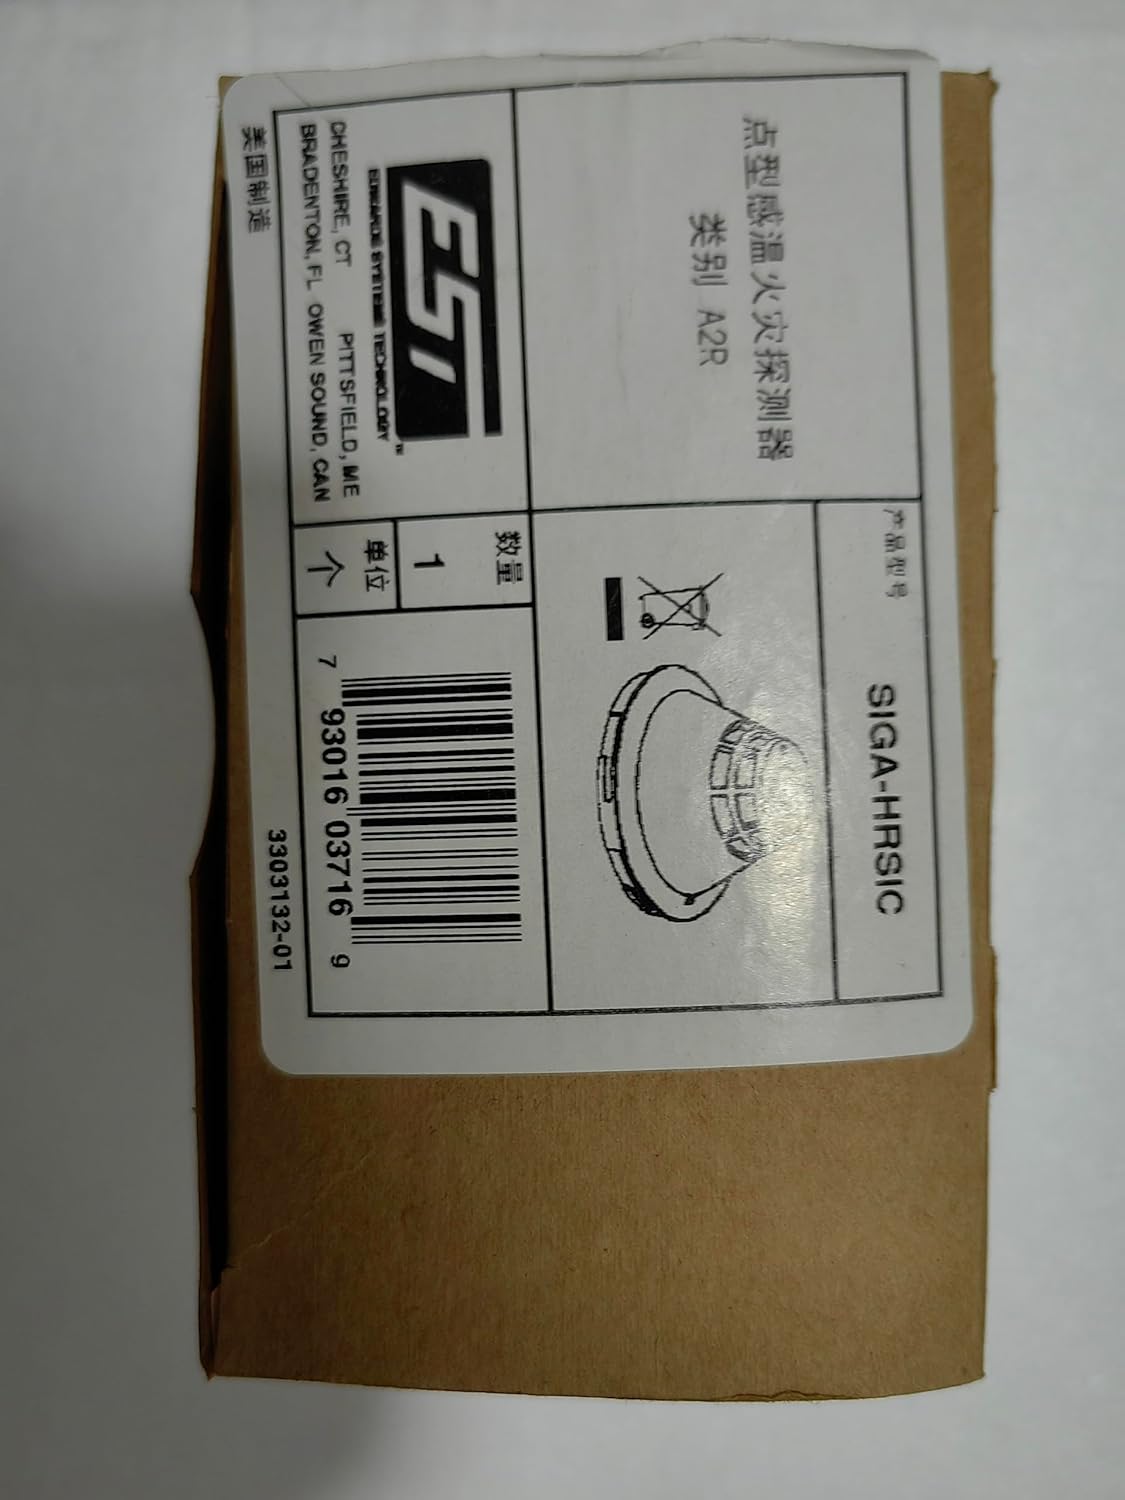 点型感温火灾探测器
类别 A2R
产品型号
SIGA-HRSIC
EST
EDWARDS SYSTEMS TECHNOLOGY
TM
CHESHIRE, CT PITTSFIELD, ME
BRADENTON, FL OWEN SOUND, CAN
数量
1
单位
个
7 93016 03716 9
美国制造
3303132-01